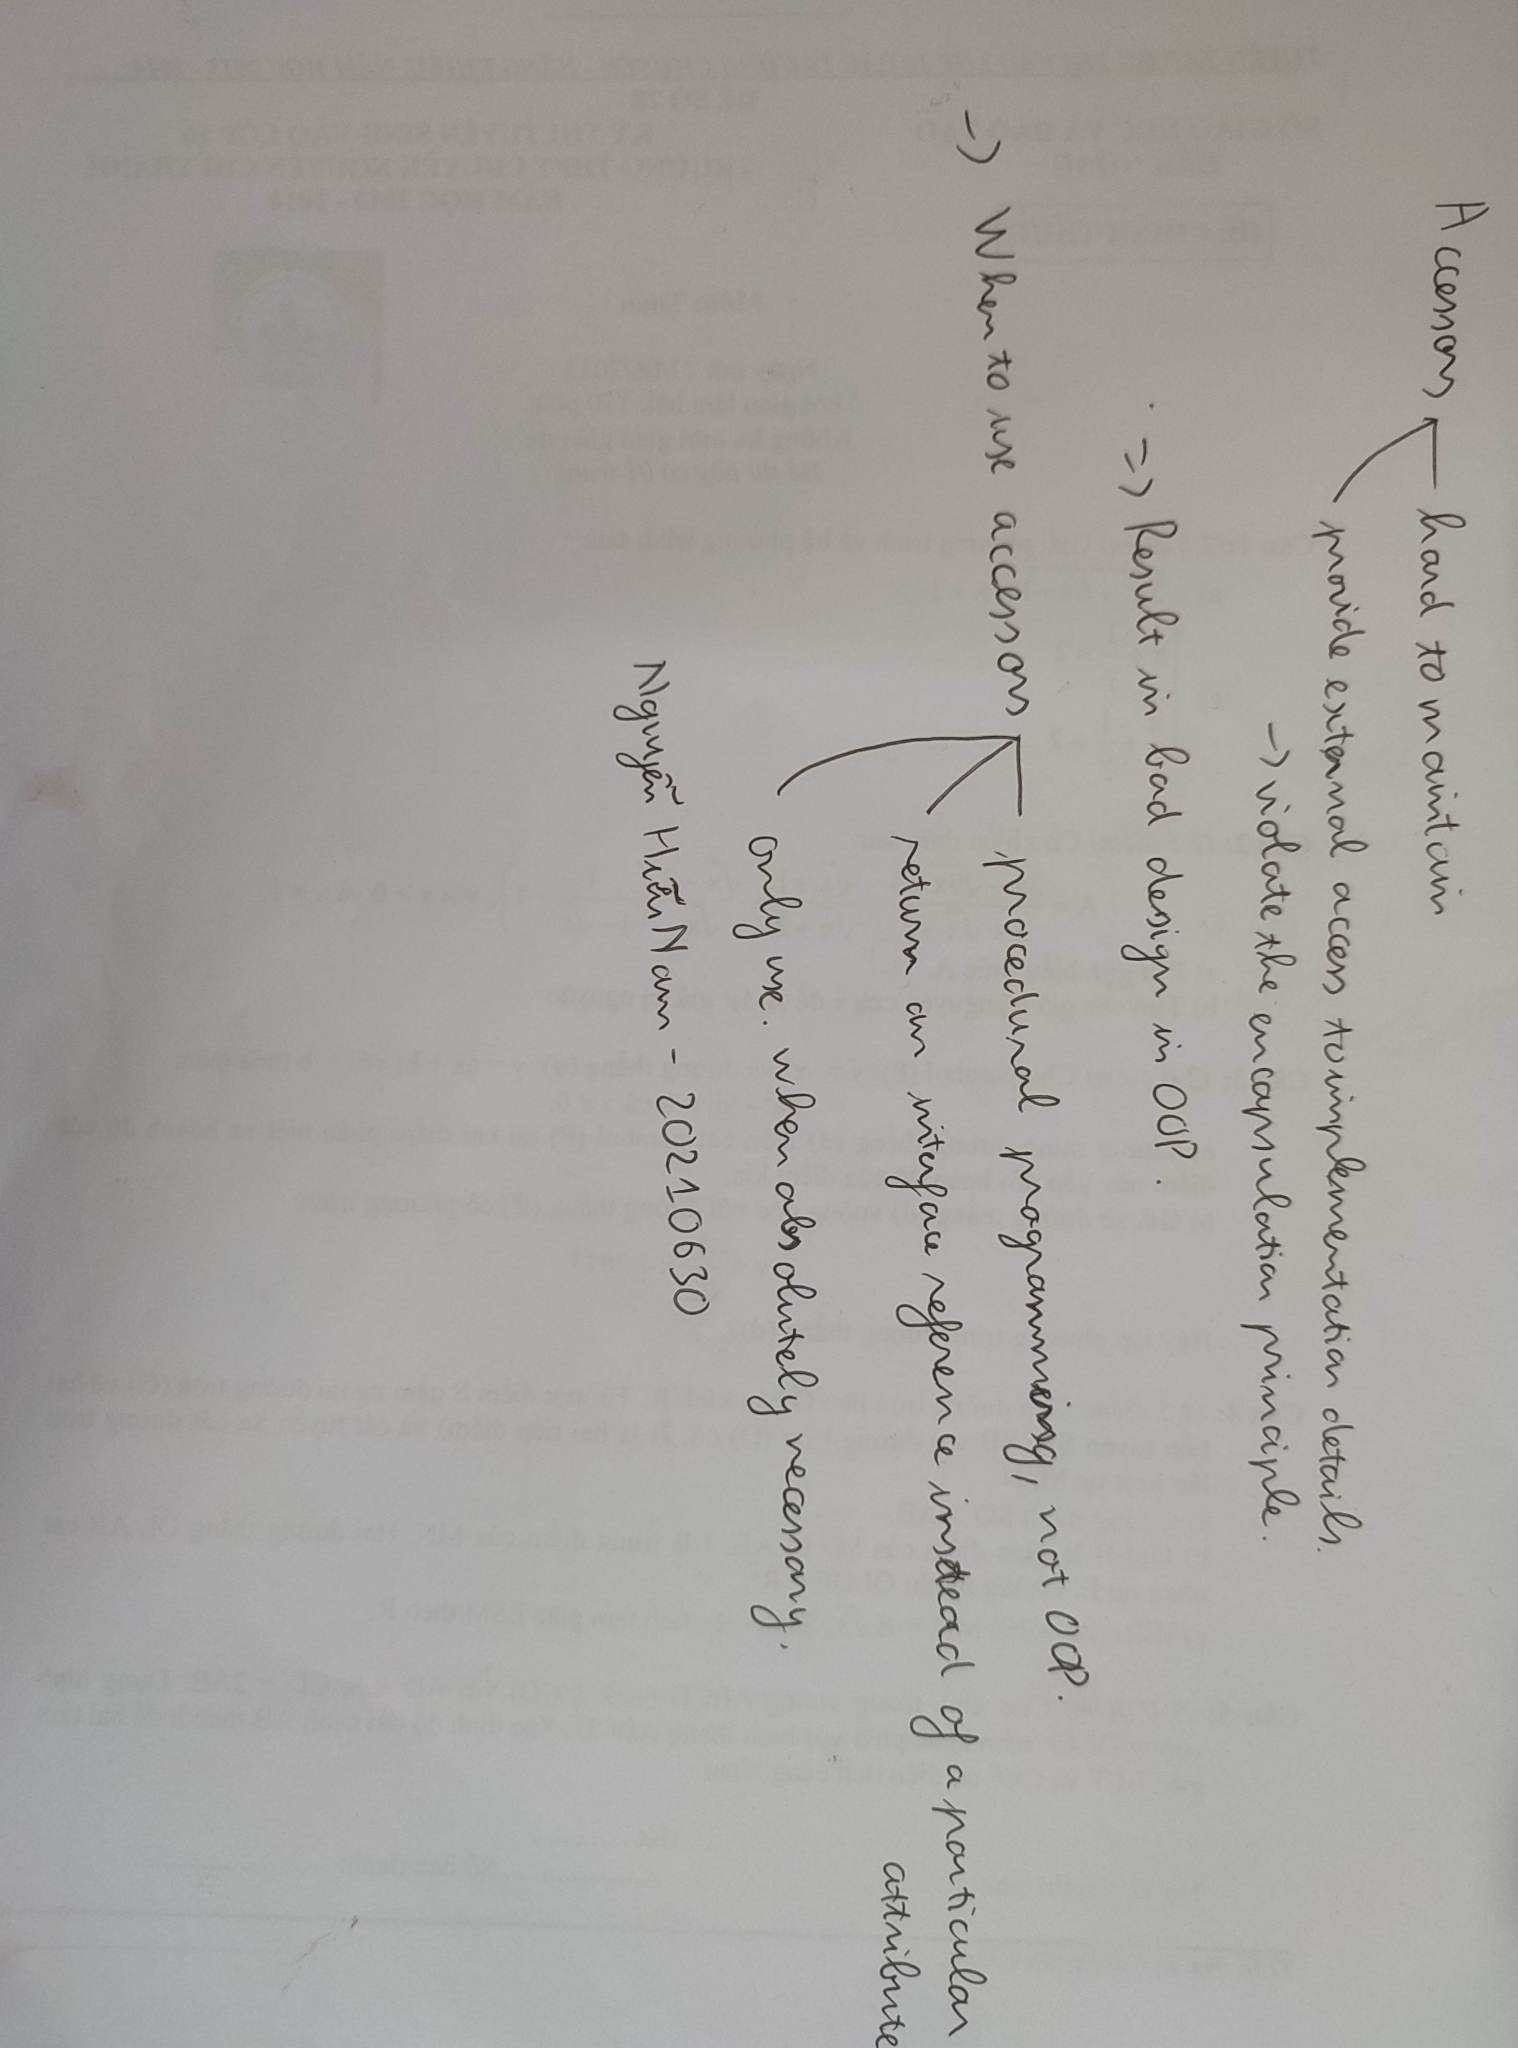 Accessors
hard to maintain
provide external access to implementation details.
-> violate the encapsulation principle.
=> Result in bad design in OOP.
-> When to use accessors
procedural programming, not OOP.
return an interface reference instead of a particular
attribute
only use. when absolutely necessary.
Nguyễn Hiễu Nam - 20210630